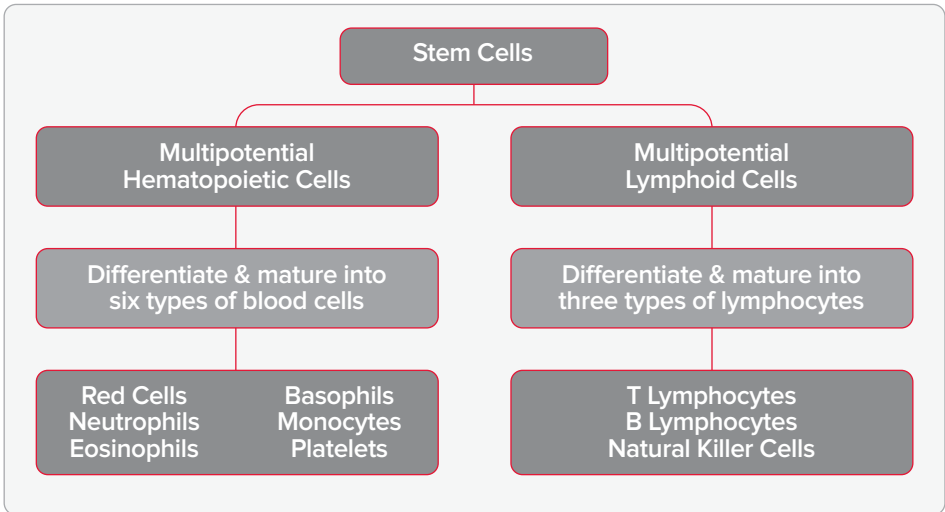 Stem Cells
Multipotential
Hematopoietic Cells
Multipotential
Lymphoid Cells
Differentiate & mature into
six types of blood cells
Differentiate & mature into
three types of lymphocytes
Red Cells
Neutrophils
Eosinophils
Basophils
Monocytes
Platelets
T Lymphocytes
B Lymphocytes
Natural Killer Cells